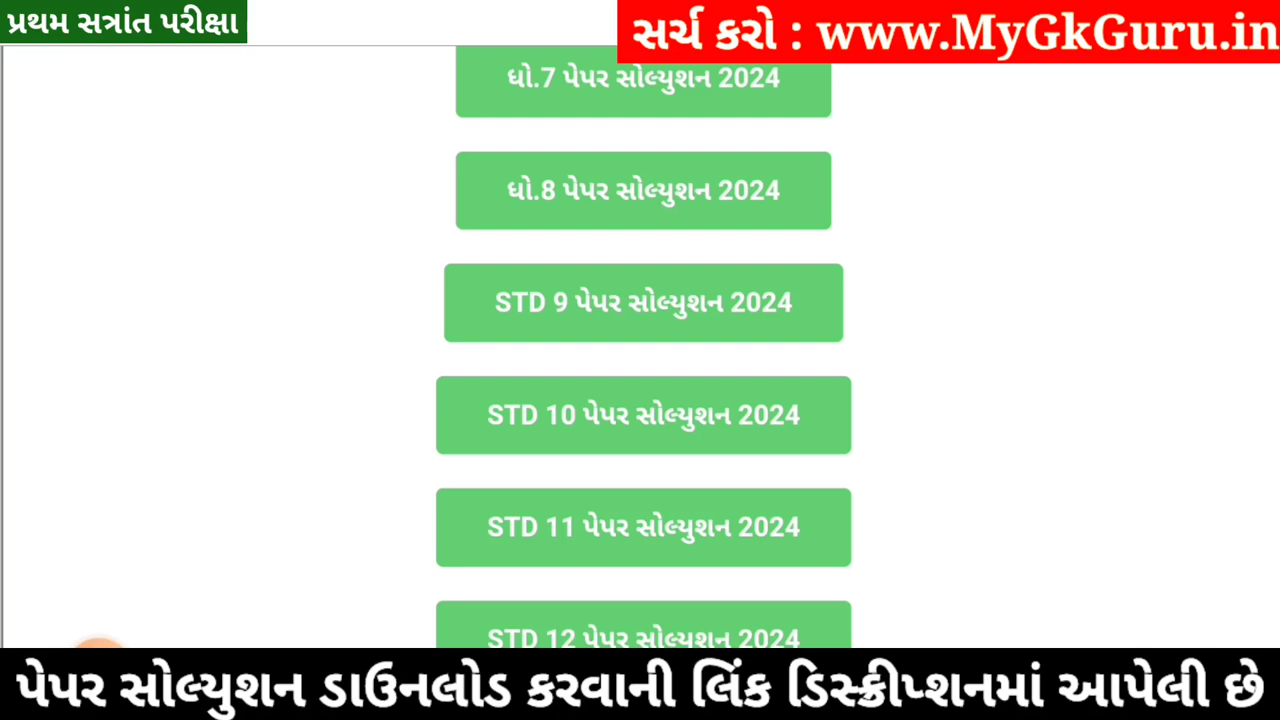 પ્રથમ સત્રાંત પરીક્ષા
સર્ચ કરો : www.MyGkGuru.in
ધો.7 પેપર સોલ્યુશન 2024
ધો.8 પેપર સોલ્યુશન 2024
STD 9 પેપર સોલ્યુશન 2024
STD 10 પેપર સોલ્યુશન 2024
STD 11 પેપર સોલ્યુશન 2024
STD 12 પેપર સોલ્યુશન 2024
પેપર સોલ્યુશન ડાઉનલોડ કરવાની લિંક ડિસ્ક્રીપ્શનમાં આપેલી છે